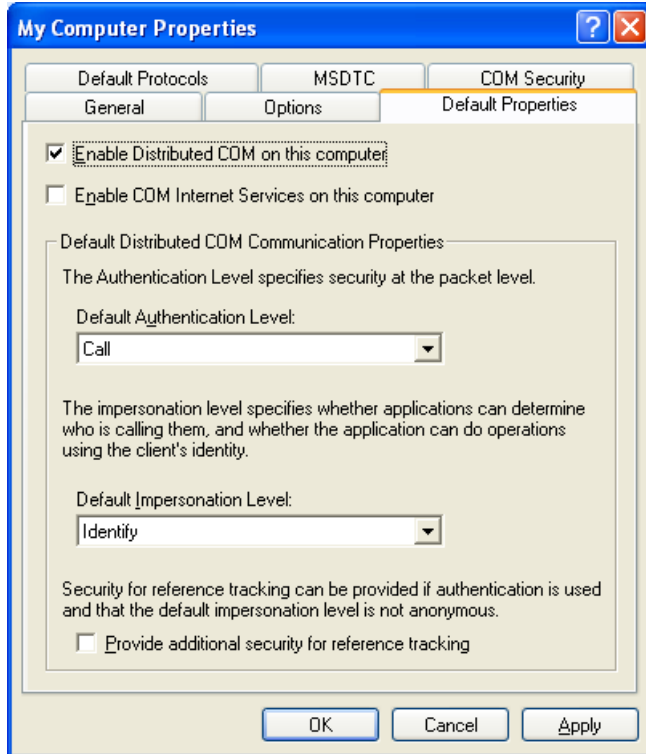 My Computer Properties
Default Protocols MSDTC COM Security
General Options Default Properties
Enable Distributed COM on this computer
Enable COM Internet Services on this computer
Default Distributed COM Communication Properties
The Authentication Level specifies security at the packet level.
Default Authentication Level:
Call
The impersonation level specifies whether applications can determine
who is calling them, and whether the application can do operations
using the client's identity.
Default Impersonation Level:
Identify
Security for reference tracking can be provided if authentication is used
and that the default impersonation level is not anonymous.
Provide additional security for reference tracking
OK Cancel Apply